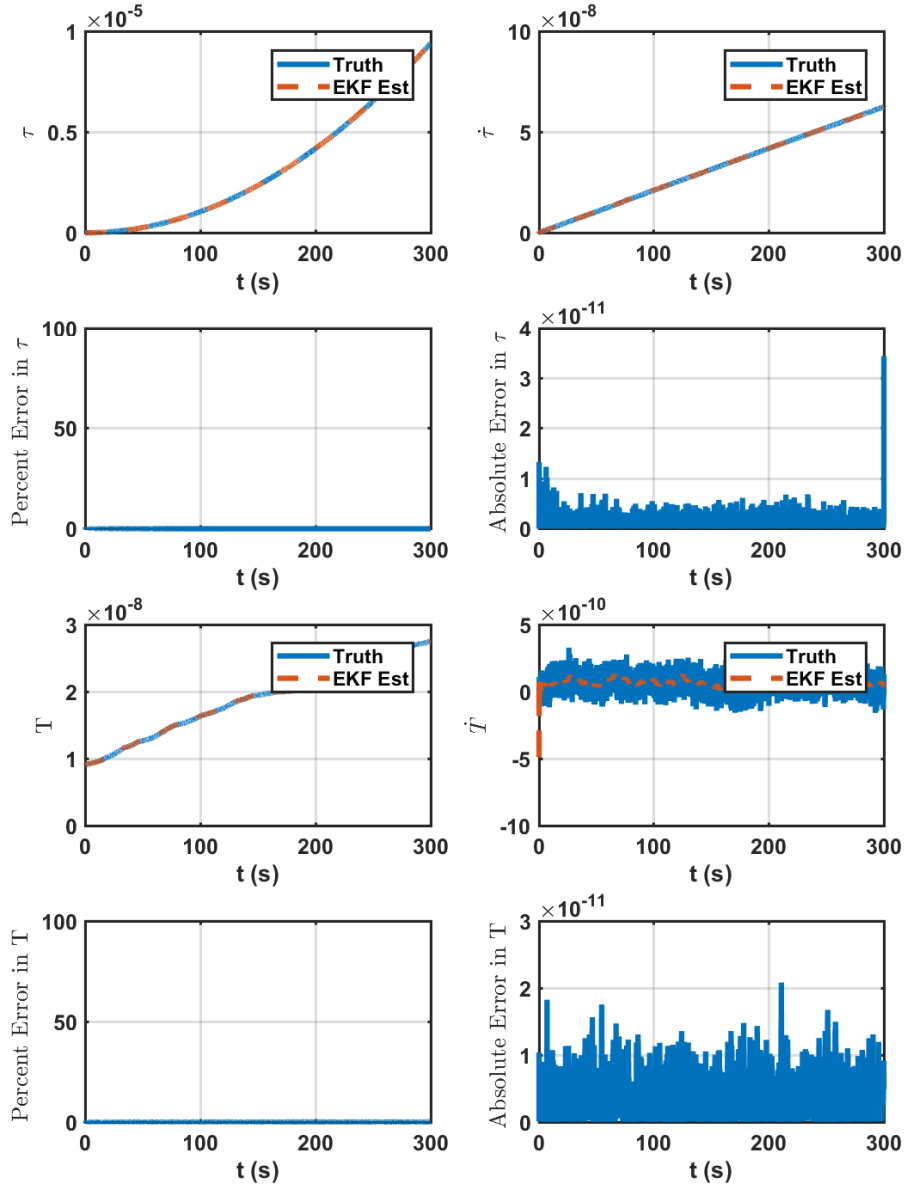 ×10-5
1
0.5
0
τ
Truth
EKF Est
0 100 200 300
t (s)
×10-8
10
5
0
τ̇
Truth
EKF Est
0 100 200 300
t (s)
100
50
0
Percent Error in τ
0 100 200 300
t (s)
×10-11
4
3
2
1
0
Absolute Error in τ
0 100 200 300
t (s)
×10-8
3
2
1
0
T
Truth
EKF Est
0 100 200 300
t (s)
×10-10
5
0
-5
-10
Ṫ
Truth
EKF Est
0 100 200 300
t (s)
100
50
0
Percent Error in T
0 100 200 300
t (s)
×10-11
3
2
1
0
Absolute Error in T
0 100 200 300
t (s)